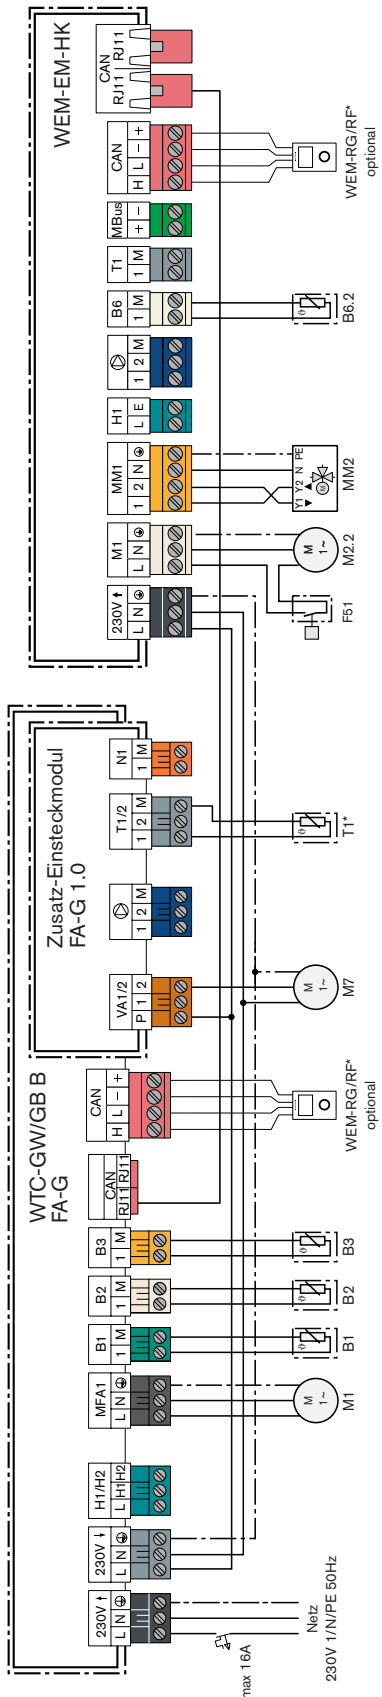 WTC-GW/GB B
FA-G
Zusatz-Einsteckmodul
FA-G 1.0
WEM-EM-HK
230V
L N
230V
L N
H1/H2
L H1 H2
MFA1
L N
B1
1 M
B2
1 M
B3
1 M
CAN
RJ11 RJ11
CAN
H L − +
VA1/2
P 1 2
1 2 M
T1/2
1 2 M
N1
1 M
230V
L N
M1
L N
MM1
1 2 N
H1
L E
1 2 M
B6
1 M
T1
1 M
MBus
+ −
CAN
H L − +
CAN
RJ11 RJ11
max 16A
Netz
230V 1/N/PE 50Hz
M
1~
M1
ϑ
B1
ϑ
B2
ϑ
B3
WEM-RG/RF*
optional
M
1~
M7
ϑ
T1*
F51
M
1~
M2.2
Y1 Y2 N PE
M
MM2
ϑ
B6.2
WEM-RG/RF*
optional